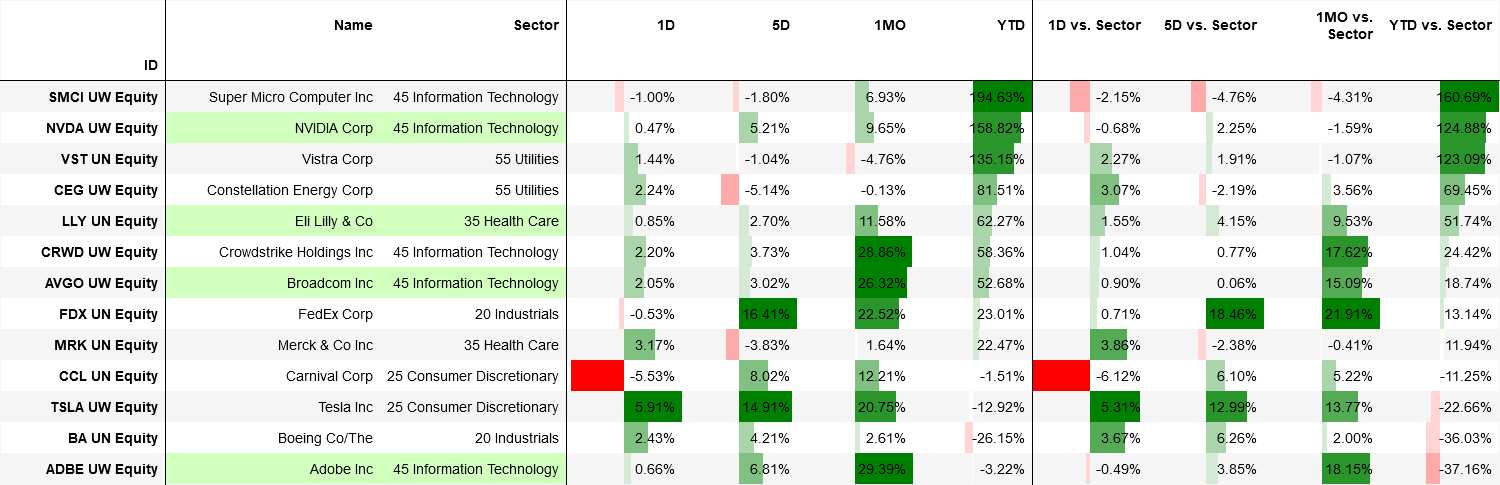 Name Sector 1D 5D 1MO YTD 1D vs. Sector 5D vs. Sector 1MO vs. Sector YTD vs. Sector
ID
SMCI UW Equity Super Micro Computer Inc 45 Information Technology -1.00% -1.80% 6.93% 194.63% -2.15% -4.76% -4.31% 160.69%
NVDA UW Equity NVIDIA Corp 45 Information Technology 0.47% 5.21% 9.65% 158.82% -0.68% 2.25% -1.59% 124.88%
VST UN Equity Vistra Corp 55 Utilities 1.44% -1.04% -4.76% 135.15% 2.27% 1.91% -1.07% 123.09%
CEG UW Equity Constellation Energy Corp 55 Utilities 2.24% -5.14% -0.13% 81.51% 3.07% -2.19% 3.56% 69.45%
LLY UN Equity Eli Lilly & Co 35 Health Care 0.85% 2.70% 11.58% 62.27% 1.55% 4.15% 9.53% 51.74%
CRWD UW Equity Crowdstrike Holdings Inc 45 Information Technology 2.20% 3.73% 28.86% 58.36% 1.04% 0.77% 17.62% 24.42%
AVGO UW Equity Broadcom Inc 45 Information Technology 2.05% 3.02% 26.32% 52.68% 0.90% 0.06% 15.09% 18.74%
FDX UN Equity FedEx Corp 20 Industrials -0.53% 16.41% 22.52% 23.01% 0.71% 18.46% 21.91% 13.14%
MRK UN Equity Merck & Co Inc 35 Health Care 3.17% -3.83% 1.64% 22.47% 3.86% -2.38% -0.41% 11.94%
CCL UN Equity Carnival Corp 25 Consumer Discretionary -5.53% 8.02% 12.21% -1.51% -6.12% 6.10% 5.22% -11.25%
TSLA UW Equity Tesla Inc 25 Consumer Discretionary 5.91% 14.91% 20.75% -12.92% 5.31% 12.99% 13.77% -22.66%
BA UN Equity Boeing Co/The 20 Industrials 2.43% 4.21% 2.61% -26.15% 3.67% 6.26% 2.00% -36.03%
ADBE UW Equity Adobe Inc 45 Information Technology 0.66% 6.81% 29.39% -3.22% -0.49% 3.85% 18.15% -37.16%